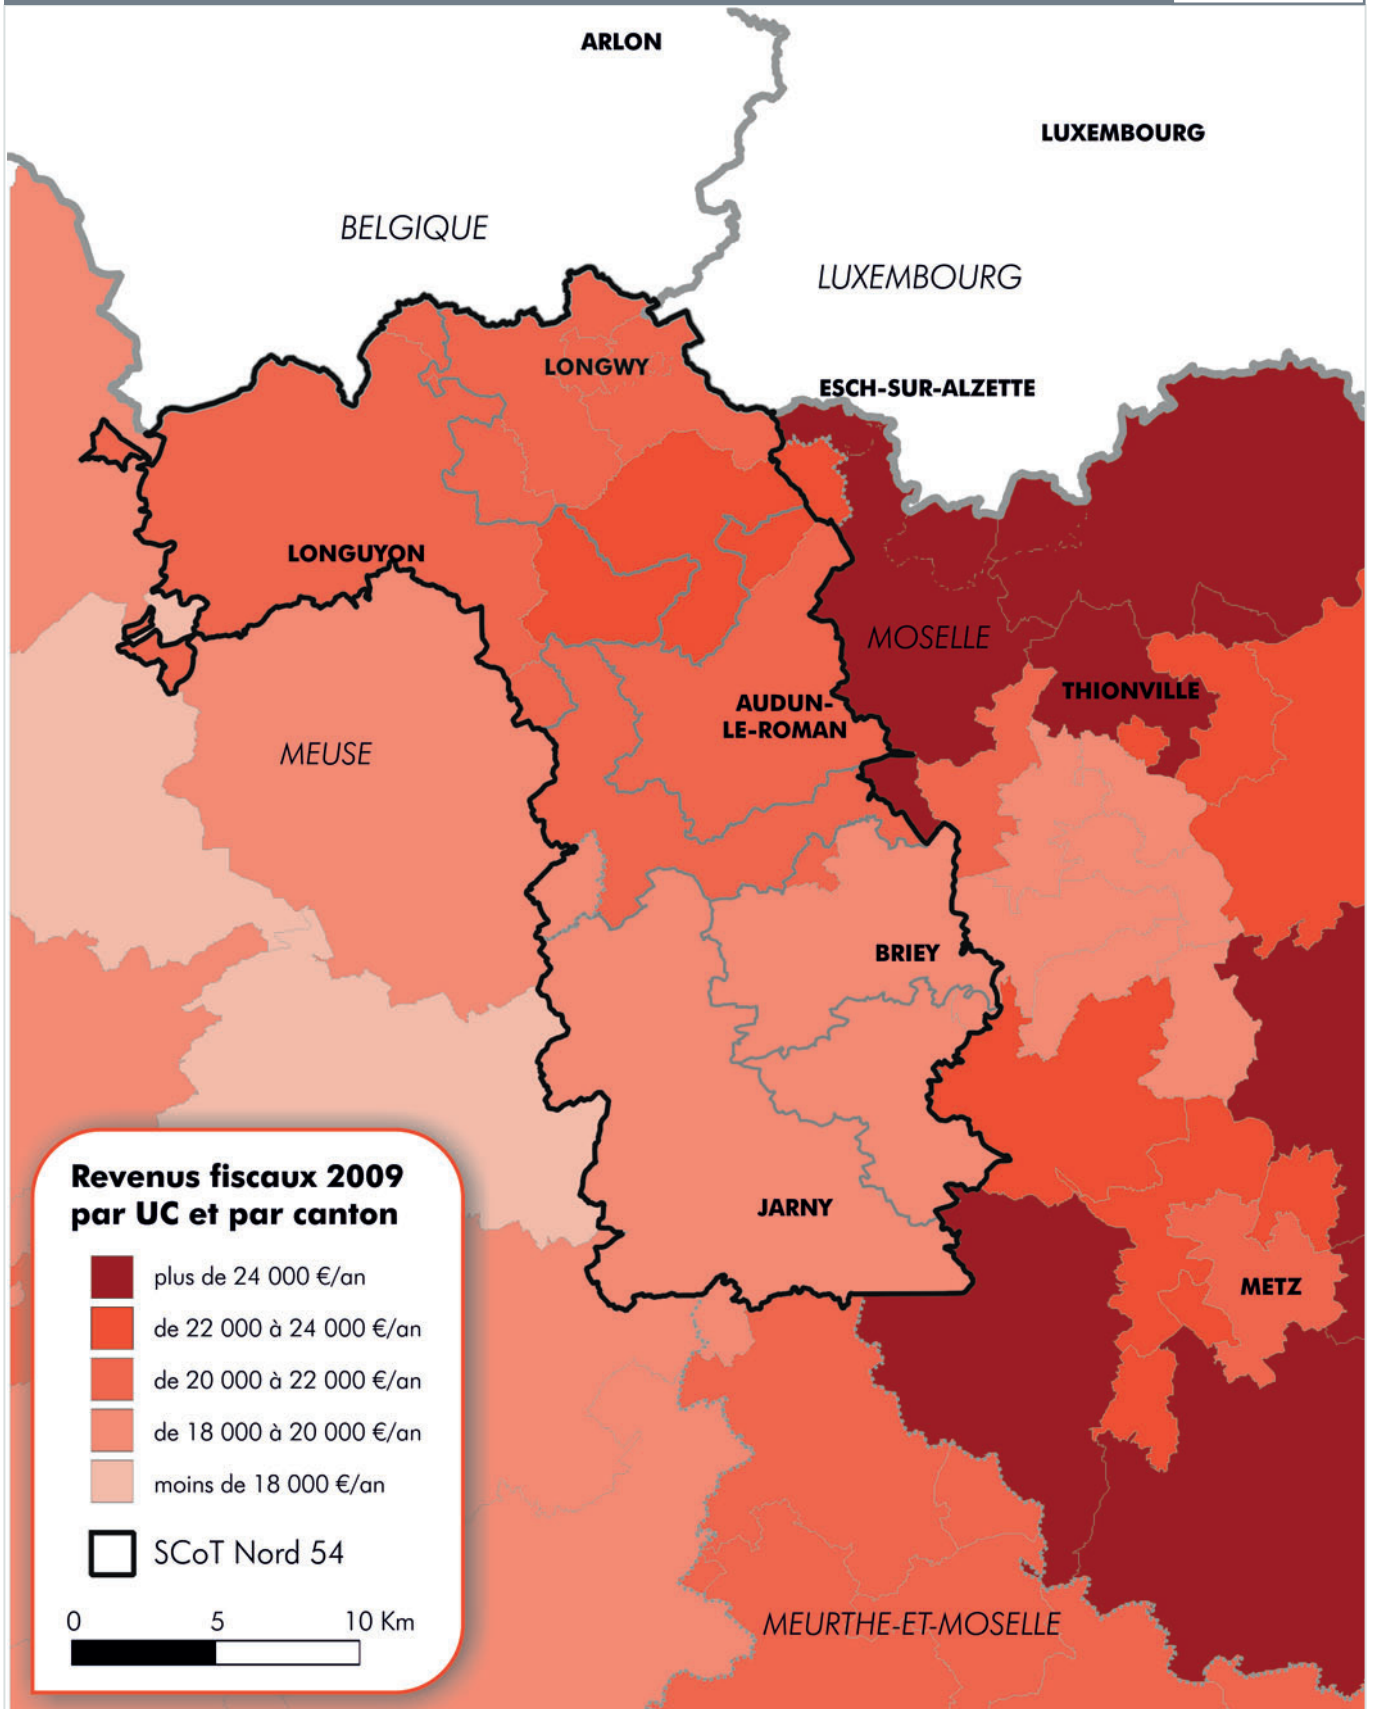 ARLON
LUXEMBOURG
BELGIQUE
LUXEMBOURG
LONGWY
ESCH-SUR-ALZETTE
LONGUYON
MOSELLE
THIONVILLE
AUDUN-
LE-ROMAN
MEUSE
BRIEY
JARNY
METZ
MEURTHE-ET-MOSELLE
Revenus fiscaux 2009
par UC et par canton
plus de 24 000 €/an
de 22 000 à 24 000 €/an
de 20 000 à 22 000 €/an
de 18 000 à 20 000 €/an
moins de 18 000 €/an
SCoT Nord 54
0 5 10 Km